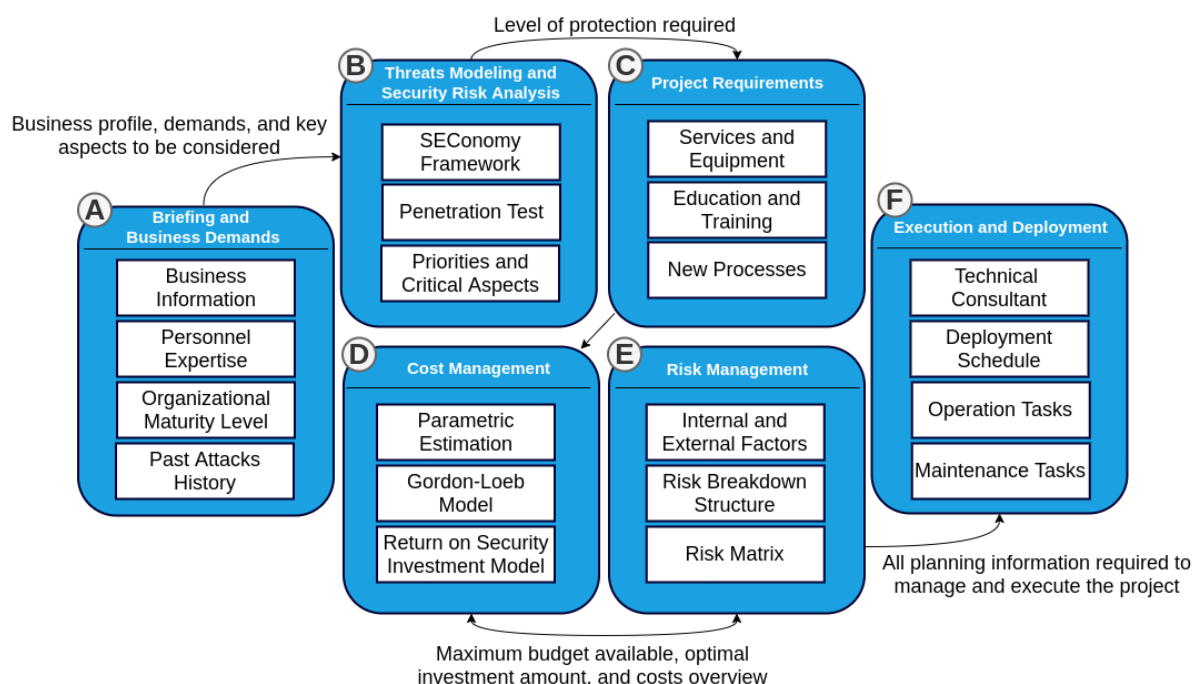 Level of protection required
B
Threats Modeling and
Security Risk Analysis
SEConomy
Framework
Penetration Test
Priorities and
Critical Aspects
C
Project Requirements
Services and
Equipment
Education and
Training
New Processes
Business profile, demands, and key
aspects to be considered
A
Briefing and
Business Demands
Business
Information
Personnel
Expertise
Organizational
Maturity Level
Past Attacks
History
D
Cost Management
Parametric
Estimation
Gordon-Loeb
Model
Return on Security
Investment Model
E
Risk Management
Internal and
External Factors
Risk Breakdown
Structure
Risk Matrix
F
Execution and Deployment
Technical
Consultant
Deployment
Schedule
Operation Tasks
Maintenance Tasks
All planning information required to
manage and execute the project
Maximum budget available, optimal
investment amount, and costs overview